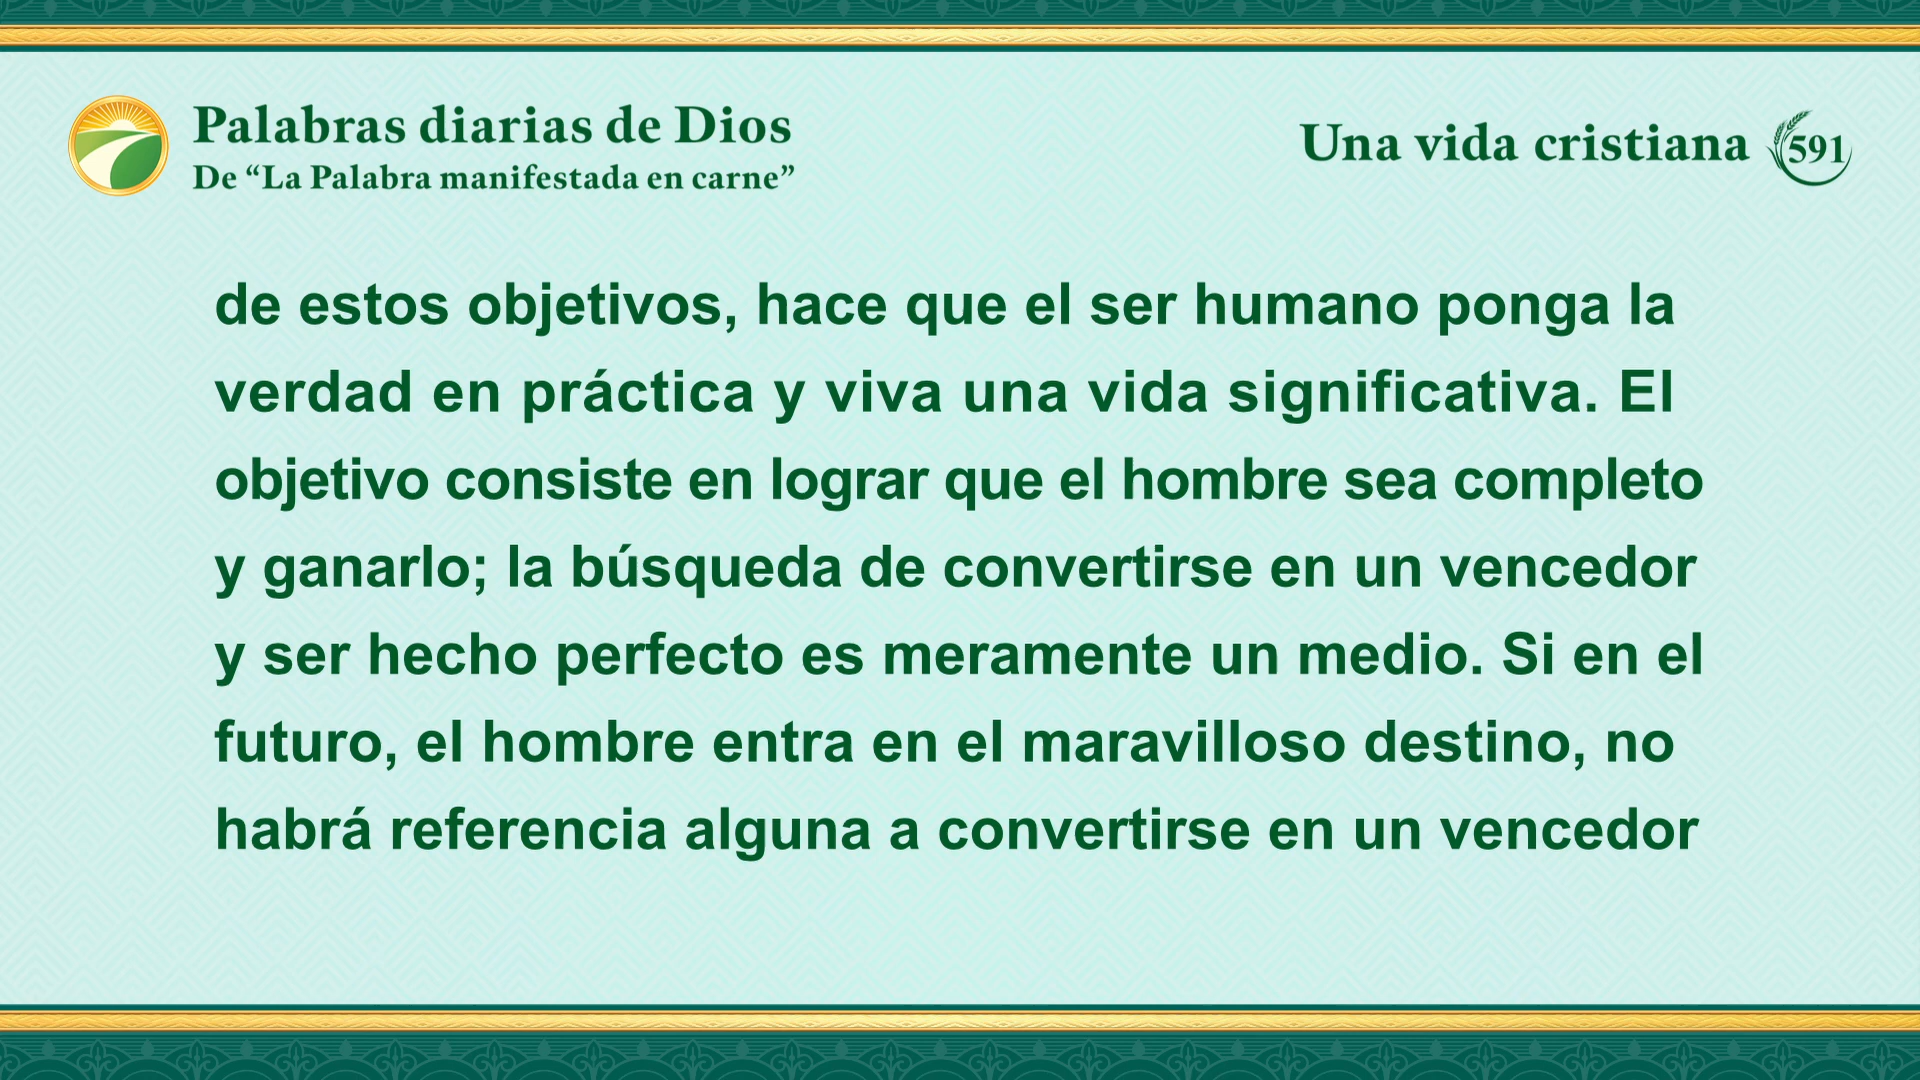 Palabras diarias de Dios
De “La Palabra manifestada en carne”
Una vida cristiana 591
de estos objetivos, hace que el ser humano ponga la
verdad en práctica y viva una vida significativa. El
objetivo consiste en lograr que el hombre sea completo
y ganarlo; la búsqueda de convertirse en un vencedor
y ser hecho perfecto es meramente un medio. Si en el
futuro, el hombre entra en el maravilloso destino, no
habrá referencia alguna a convertirse en un vencedor